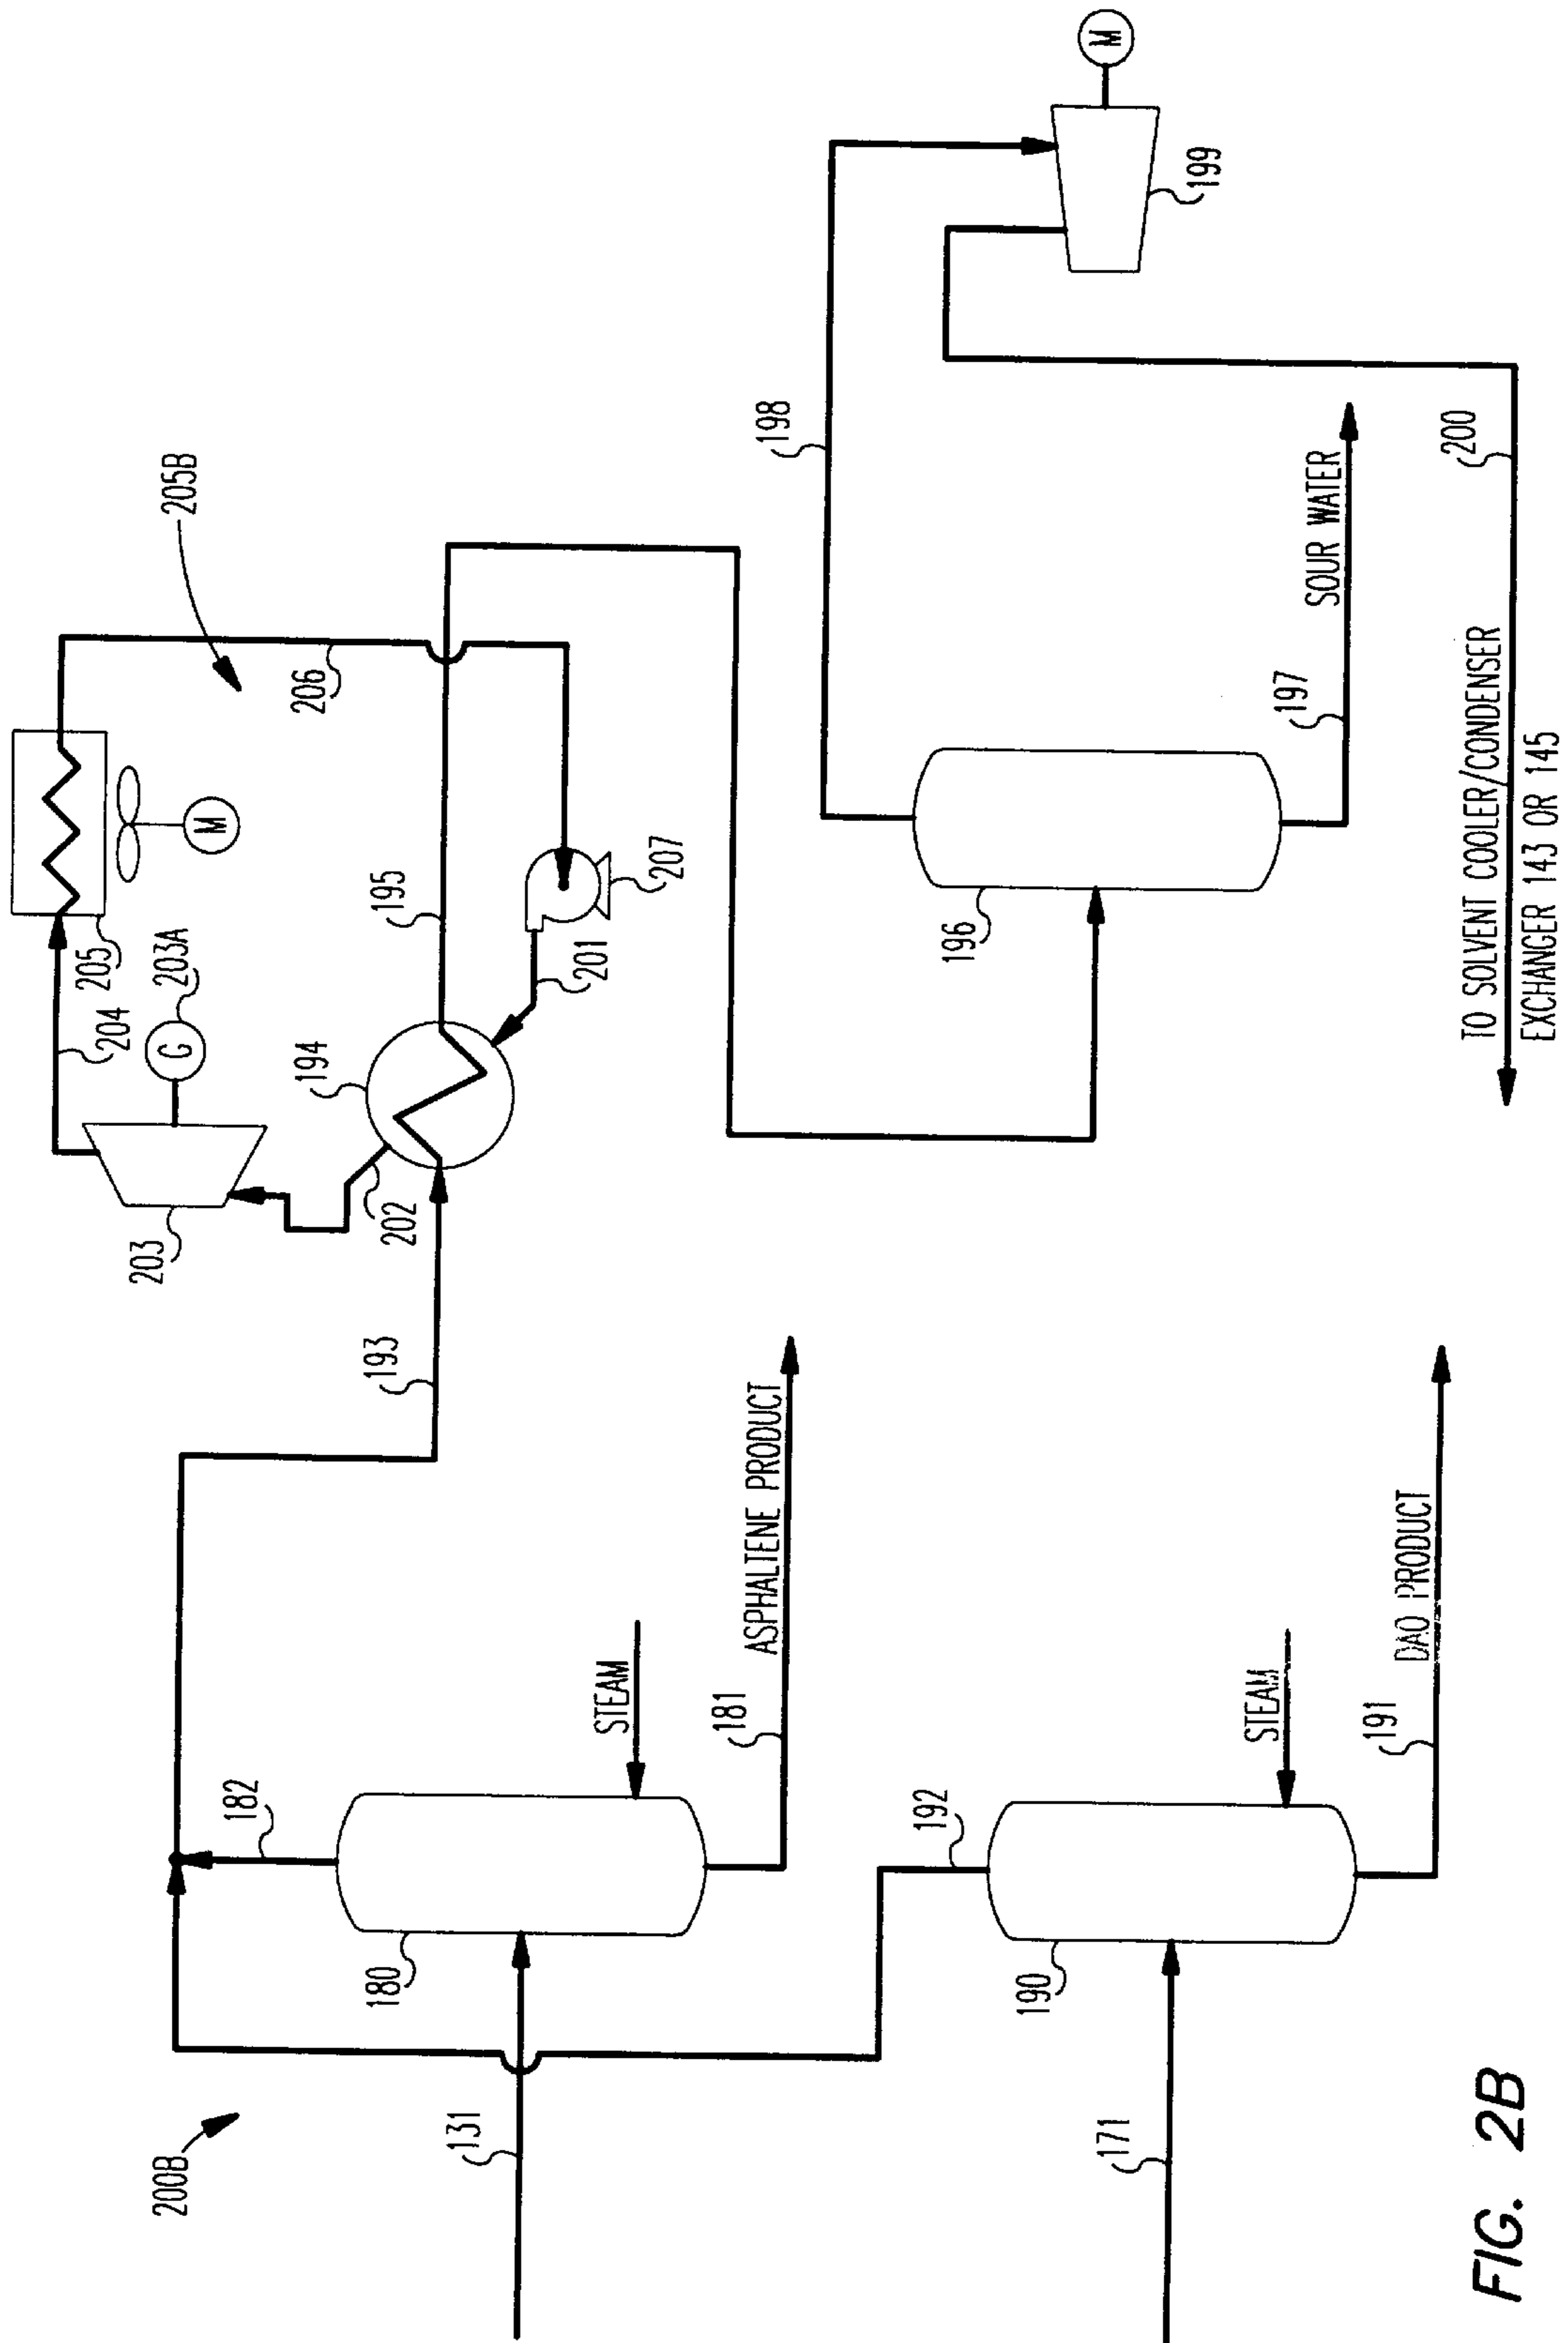 200B
131
180
182
STEAM
181
ASPHALTENE PRODUCT
171
190
192
STEAM
191
DAO PRODUCT
193
203
202
204
G
203A
205
M
194
195
201
207
206
205B
196
197
SOUR WATER
198
M
199
200
TO SOLVENT COOLER/CONDENSER
EXCHANGER 143 OR 145
FIG. 2B